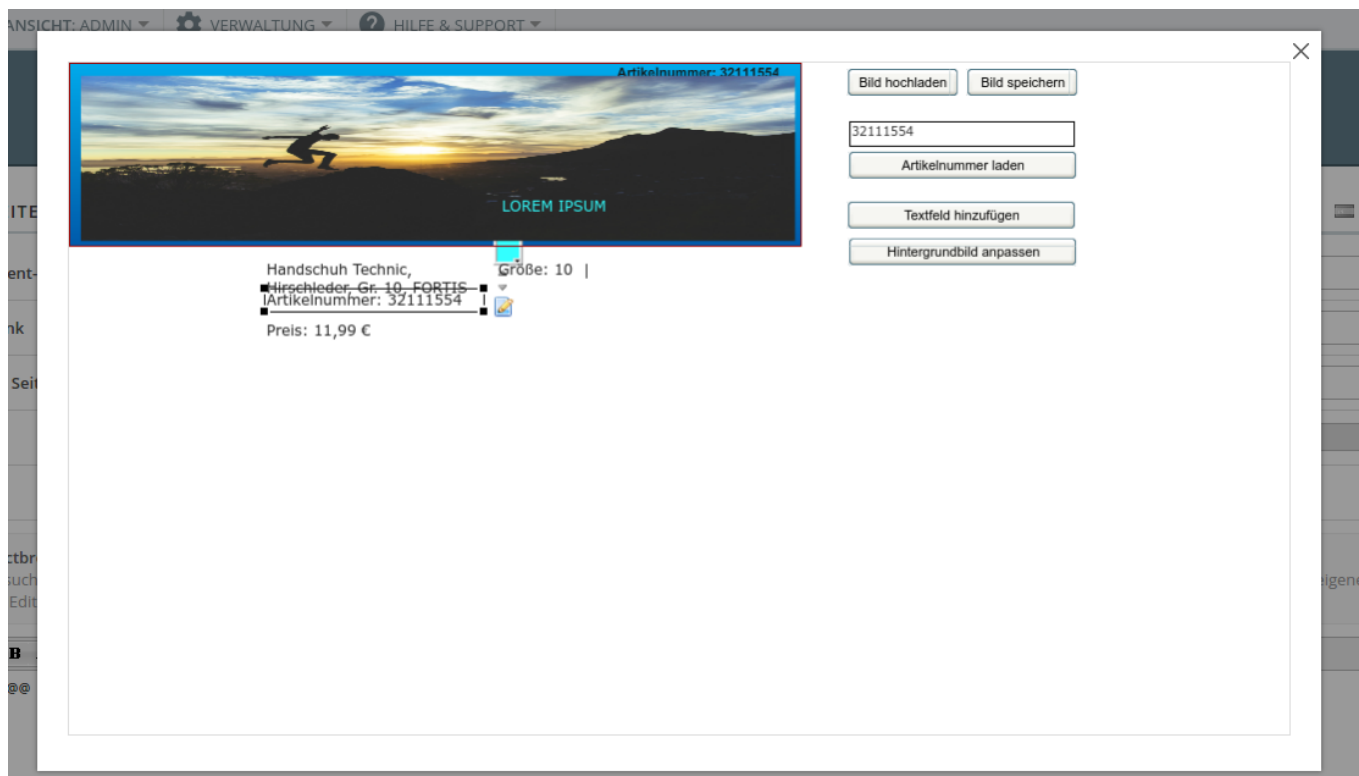 ANSICHT: ADMIN VERWALTUNG HILFE & SUPPORT
Artikelnummer: 32111554
Bild hochladen Bild speichern
32111554
Artikelnummer laden
LOREM IPSUM
Textfeld hinzufügen
Hintergrundbild anpassen
Handschuh Technic,
Hirschleder, Gr. 10, FORTIS
Größe: 10 |
Artikelnummer: 32111554
Preis: 11,99 €
ITE
ent-
nk
Seit
ctbr
such
Edit
eigene
B
@@